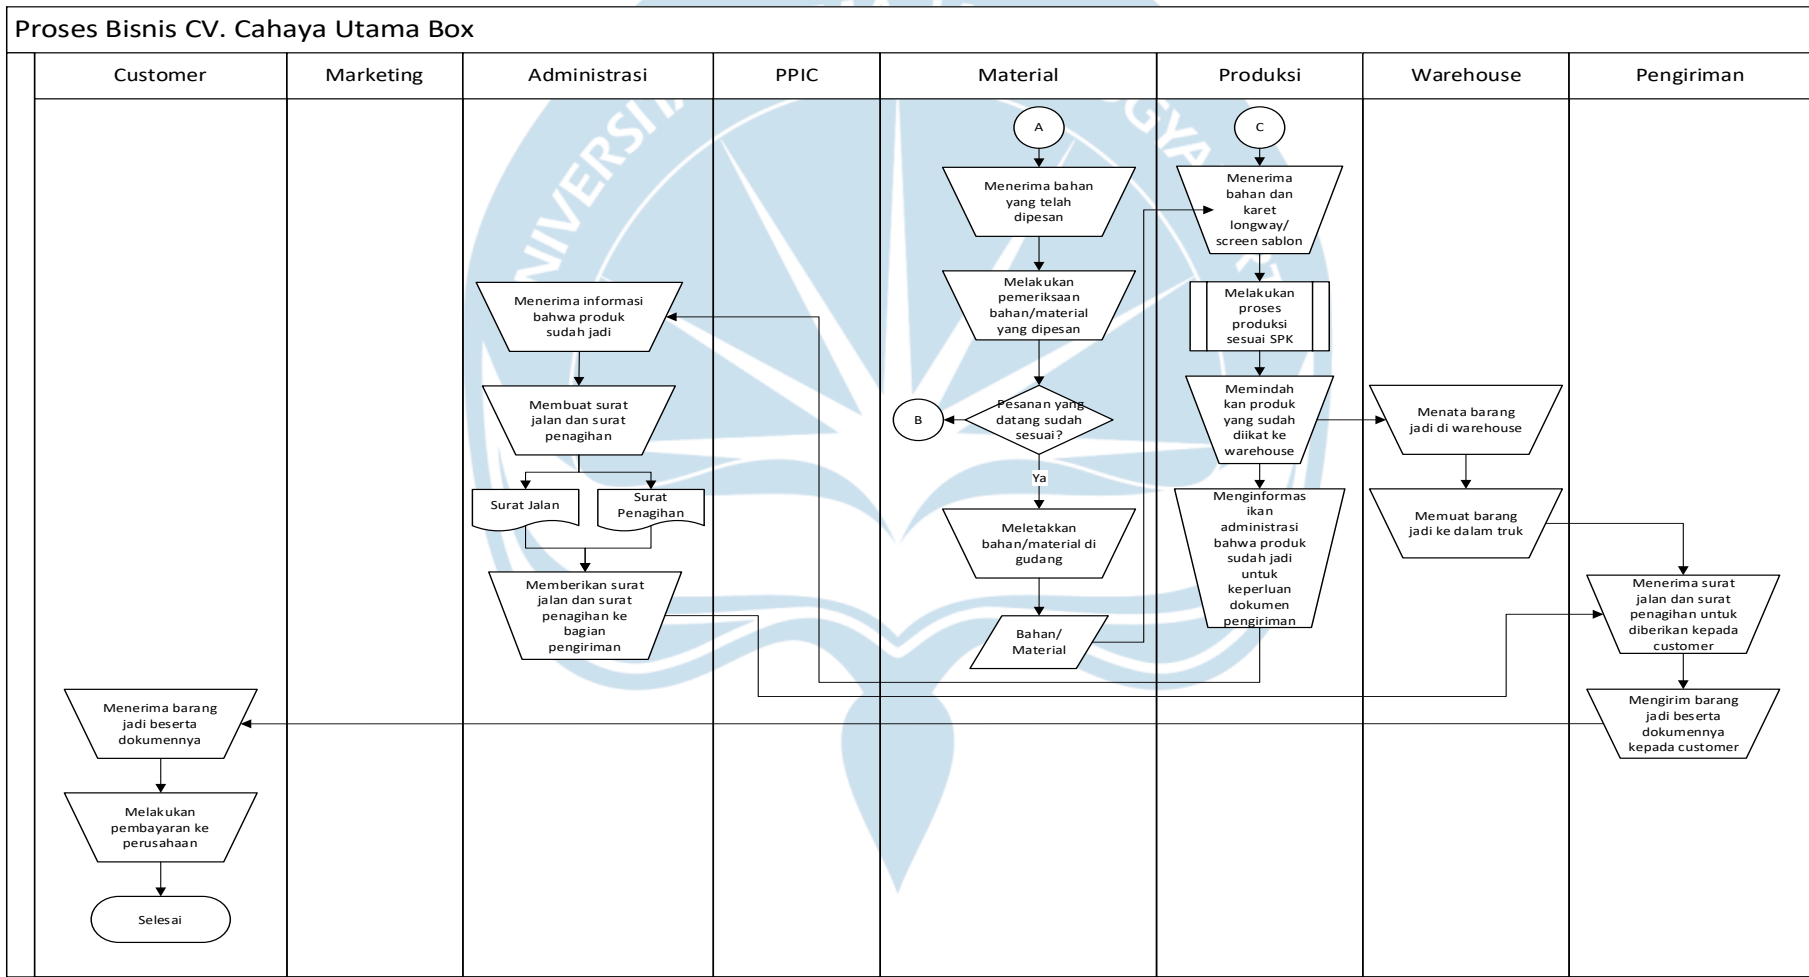 Proses Bisnis CV. Cahaya Utama Box
Customer
Marketing
Administrasi
PPIC
Material
Produksi
Warehouse
Pengiriman
Menerima barang
jadi beserta
dokumennya
Melakukan
pembayaran ke
perusahaan
Selesai
Menerima informasi
bahwa produk
sudah jadi
Membuat surat
jalan dan surat
penagihan
Surat Jalan
Surat
Penagihan
Memberikan surat
jalan dan surat
penagihan ke
bagian
pengiriman
A
Menerima bahan
yang telah
dipesan
Melakukan
pemeriksaan
bahan/material
yang dipesan
Pesanan yang
datang sudah
sesuai?
B
Ya
Meletakkan
bahan/material di
gudang
Bahan/
Material
C
Menerima
bahan dan
karet
longway/
screen sablon
Melakukan
proses
produksi
sesuai SPK
Memindah
kan produk
yang sudah
diikat ke
warehouse
Menginformas
ikan
administrasi
bahwa produk
sudah jadi
untuk
keperluan
dokumen
pengiriman
Menata barang
jadi di warehouse
Memuat barang
jadi ke dalam truk
Menerima surat
jalan dan surat
penagihan untuk
diberikan kepada
customer
Mengirim barang
jadi beserta
dokumennya
kepada customer